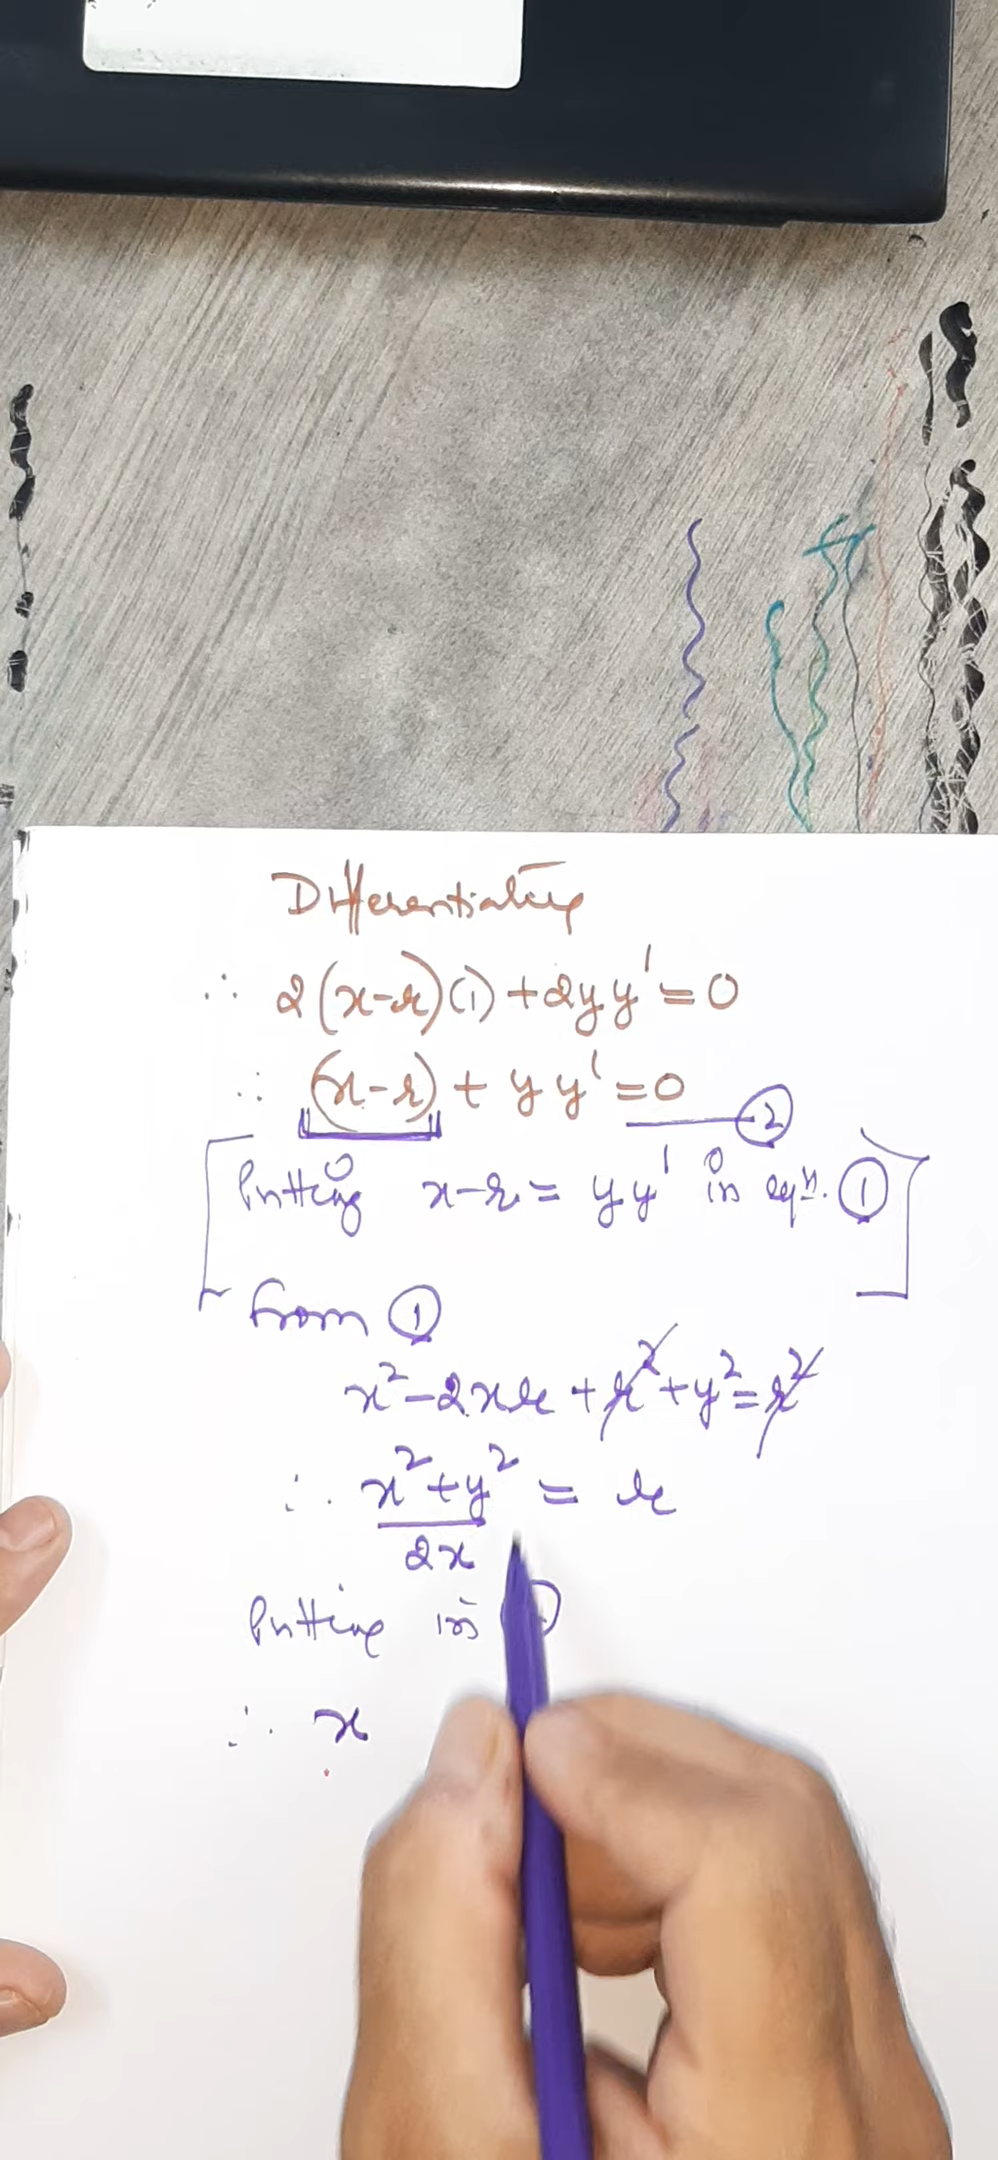 Differentiating
∴ 2(x-r)(1)+2yy'=0
∴ (x-r) + yy' = 0 ②
Putting x-r = yy' in eqn. ①
from ①
x²-2xr+r²+y²=r²
∴ x²+y²/2x = r
Putting in
∴ x